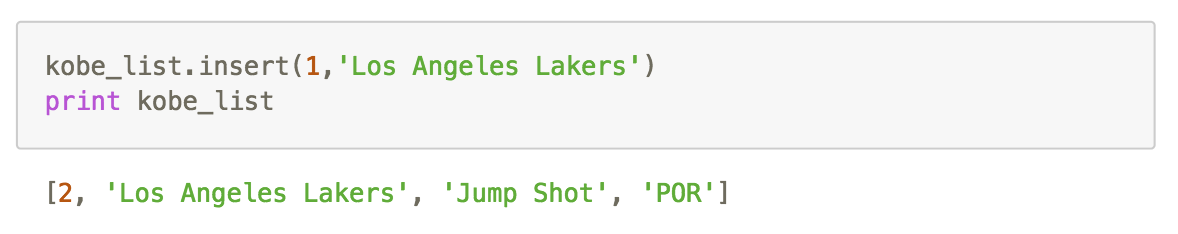 kobe_list.insert(1,'Los Angeles Lakers')
print kobe_list
[2, 'Los Angeles Lakers', 'Jump Shot', 'POR']